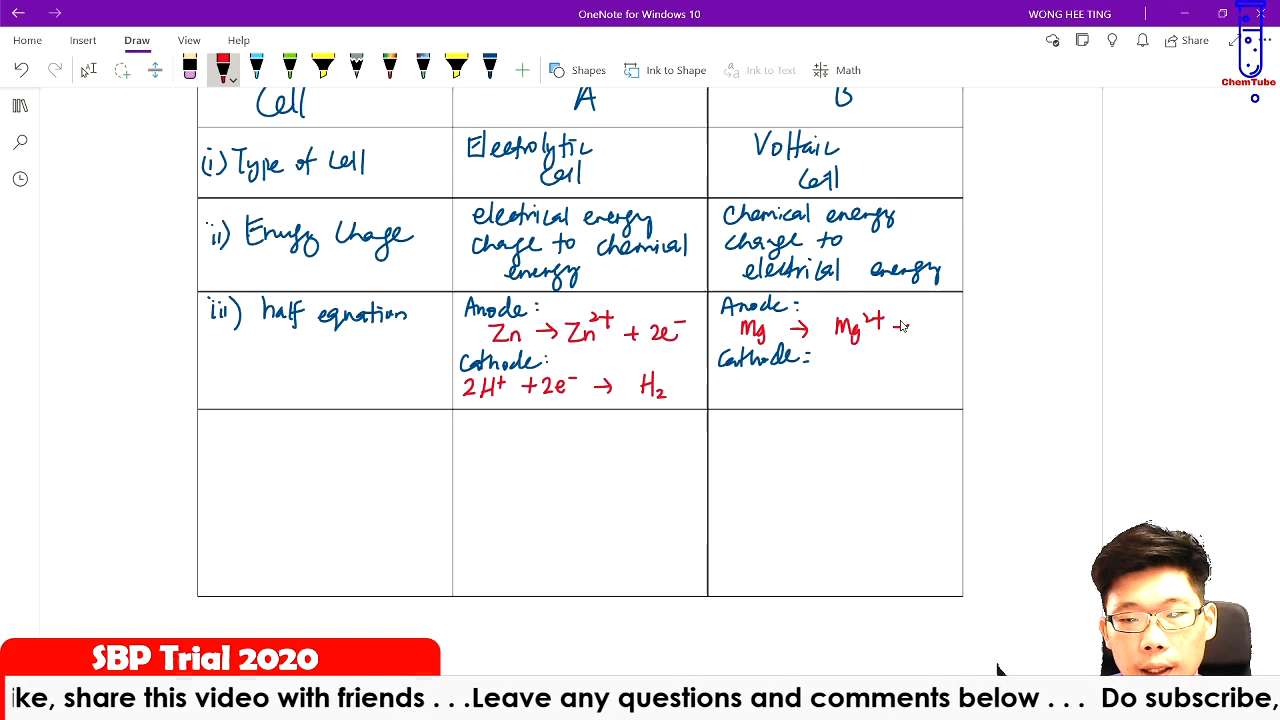 OneNote for Windows 10
WONG HEE TING
Home Insert Draw View Help
Share
Shapes Ink to Shape Ink to Text Math
ChemTube
Cell A B
(i) Type of Cell
Electrolytic
Cell
Voltaic
Cell
ii) Energy Change
electrical energy
change to chemical
energy
Chemical energy
change to
electrical energy
iii) half equation
Anode:
Zn → Zn²⁺ + 2e⁻
Cathode:
2H⁺ + 2e⁻ → H₂
Anode:
Mg → Mg²⁺ +
Cathode:
SBP Trial 2020
ike, share this video with friends . . .Leave any questions and comments below . . . Do subscribe,